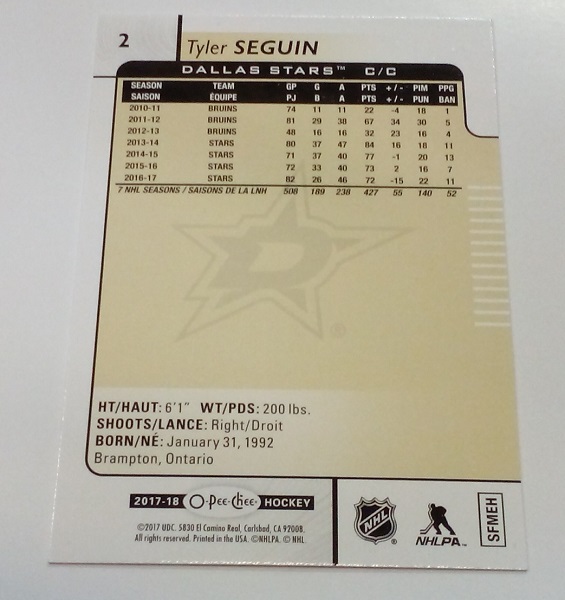 2 Tyler SEGUIN
DALLAS STARS™ C/C
SEASON TEAM GP G A PTS +/- PIM PPG
SAISON ÉQUIPE PJ B A PTS +/- PUN BAN
2010-11 BRUINS 74 11 11 22 -4 18 1
2011-12 BRUINS 81 29 38 67 34 30 5
2012-13 BRUINS 48 16 16 32 23 16 4
2013-14 STARS 80 37 47 84 16 18 11
2014-15 STARS 71 37 40 77 -1 20 13
2015-16 STARS 72 33 40 73 2 16 7
2016-17 STARS 82 26 46 72 -15 22 11
7 NHL SEASONS / SAISONS DE LA LNH 508 189 238 427 55 140 52
D ®
HT/HAUT: 6'1" WT/PDS: 200 lbs.
SHOOTS/LANCE: Right/Droit
BORN/NÉ: January 31, 1992
Brampton, Ontario
2017-18 O-Pee-Chee HOCKEY
©2017 UDC. 5830 El Camino Real, Carlsbad, CA 92008.
All rights reserved. Printed in the USA. ©NHLPA. © NHL.
NHL ®
NHLPA™
SFMEH